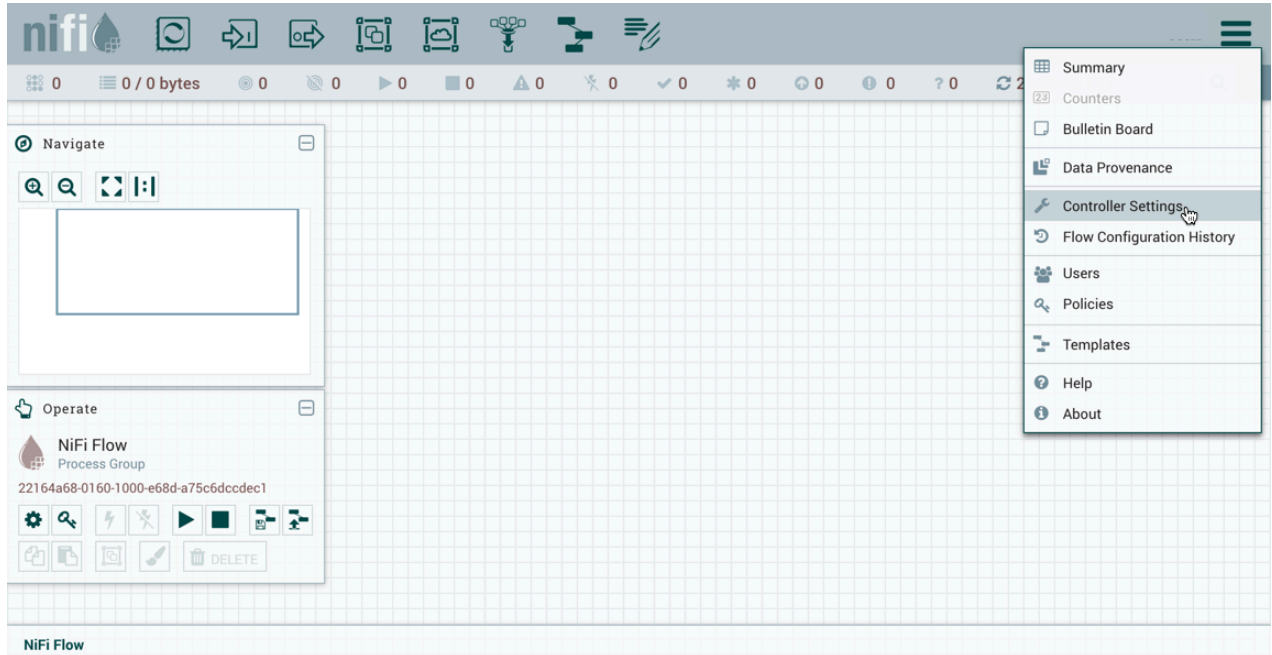 nifi
0 0 / 0 bytes 0 0 0 0 0 0 0 0 0 0 0 2
Navigate
Operate
NiFi Flow
Process Group
22164a68-0160-1000-e68d-a75c6dccdec1
DELETE
Summary
Counters
Bulletin Board
Data Provenance
Controller Settings
Flow Configuration History
Users
Policies
Templates
Help
About
NiFi Flow